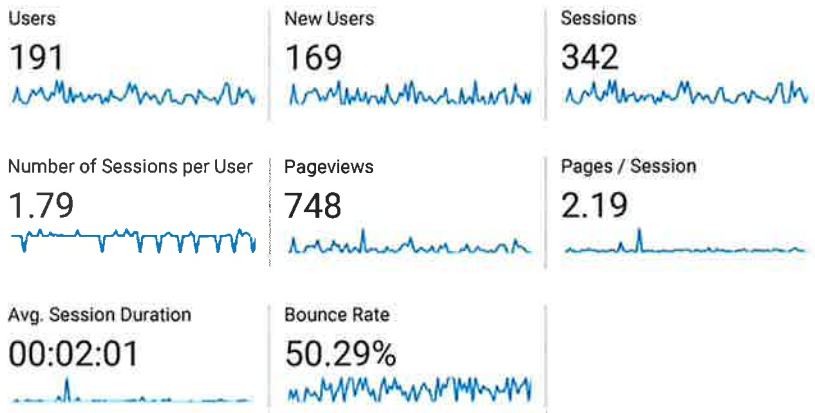 Users
191
New Users
169
Sessions
342
Number of Sessions per User
1.79
Pageviews
748
Pages / Session
2.19
Avg. Session Duration
00:02:01
Bounce Rate
50.29%